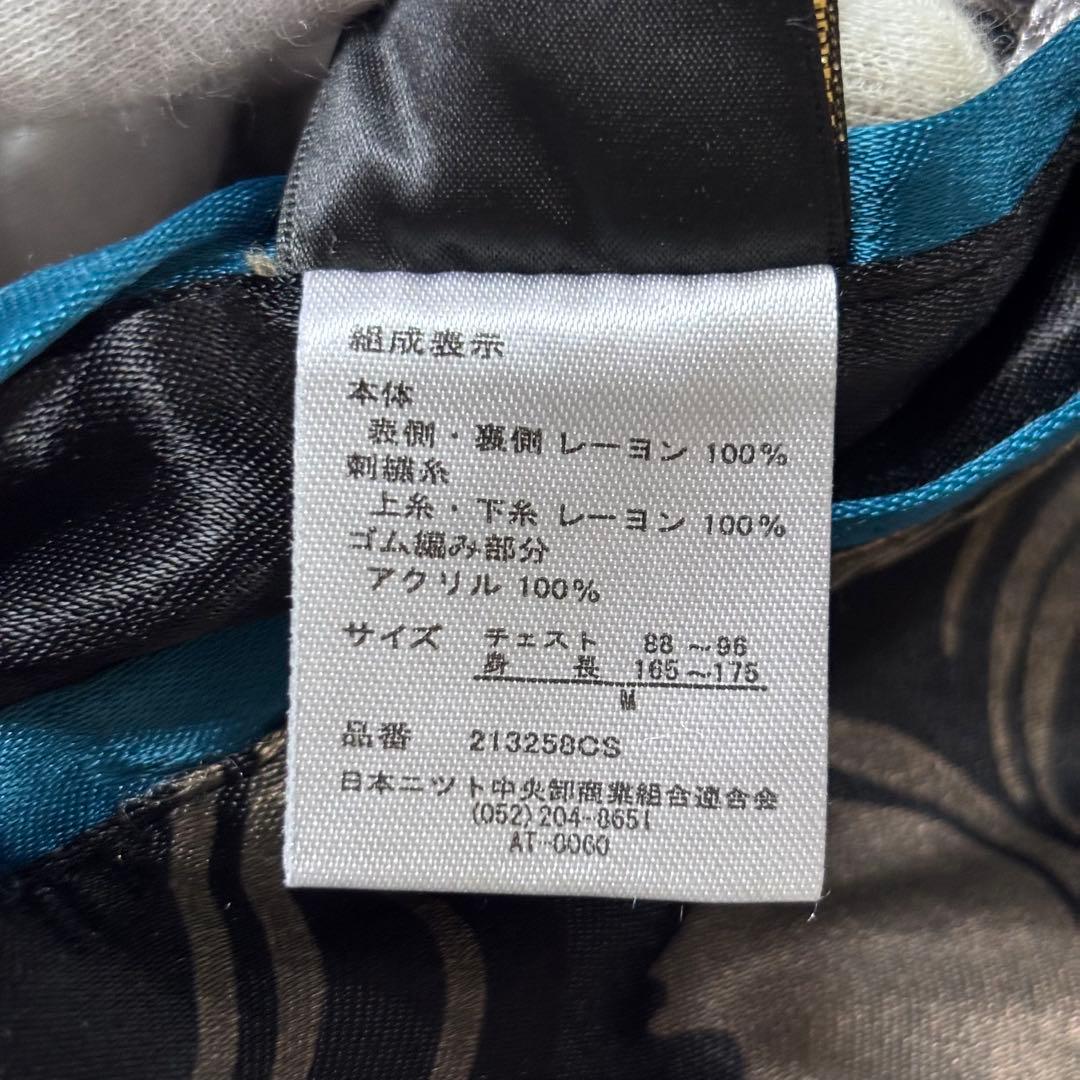 組成表示
本体
表側・裏側 レーヨン 100%
刺繍糸
上糸・下糸 レーヨン 100%
ゴム編み部分
アクリル 100%
サイズ チェスト 88~96
身 長 165~175
M
品番 213258CS
日本ニット中央卸商業組合連合会
(052)204-8651
AT-0060